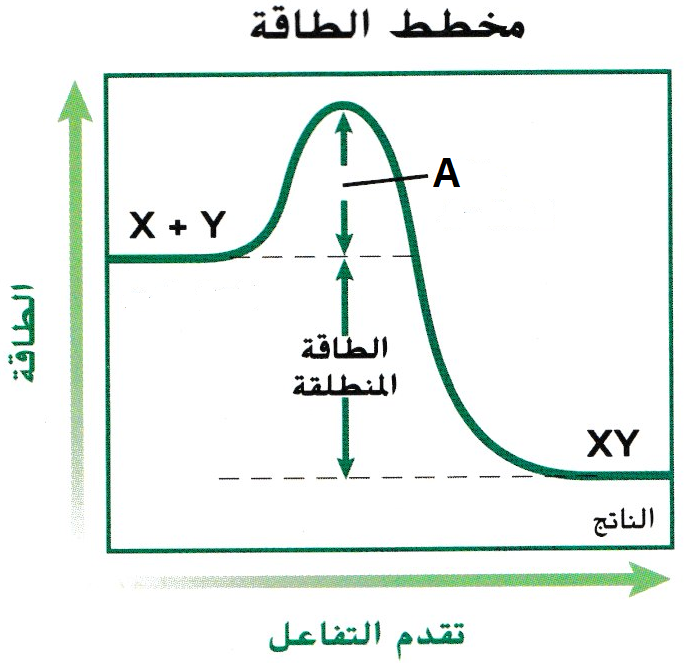 مخطط الطاقة
A
X + Y
الطاقة
الطاقة
المنطلقة
XY
الناتج
تقدم التفاعل